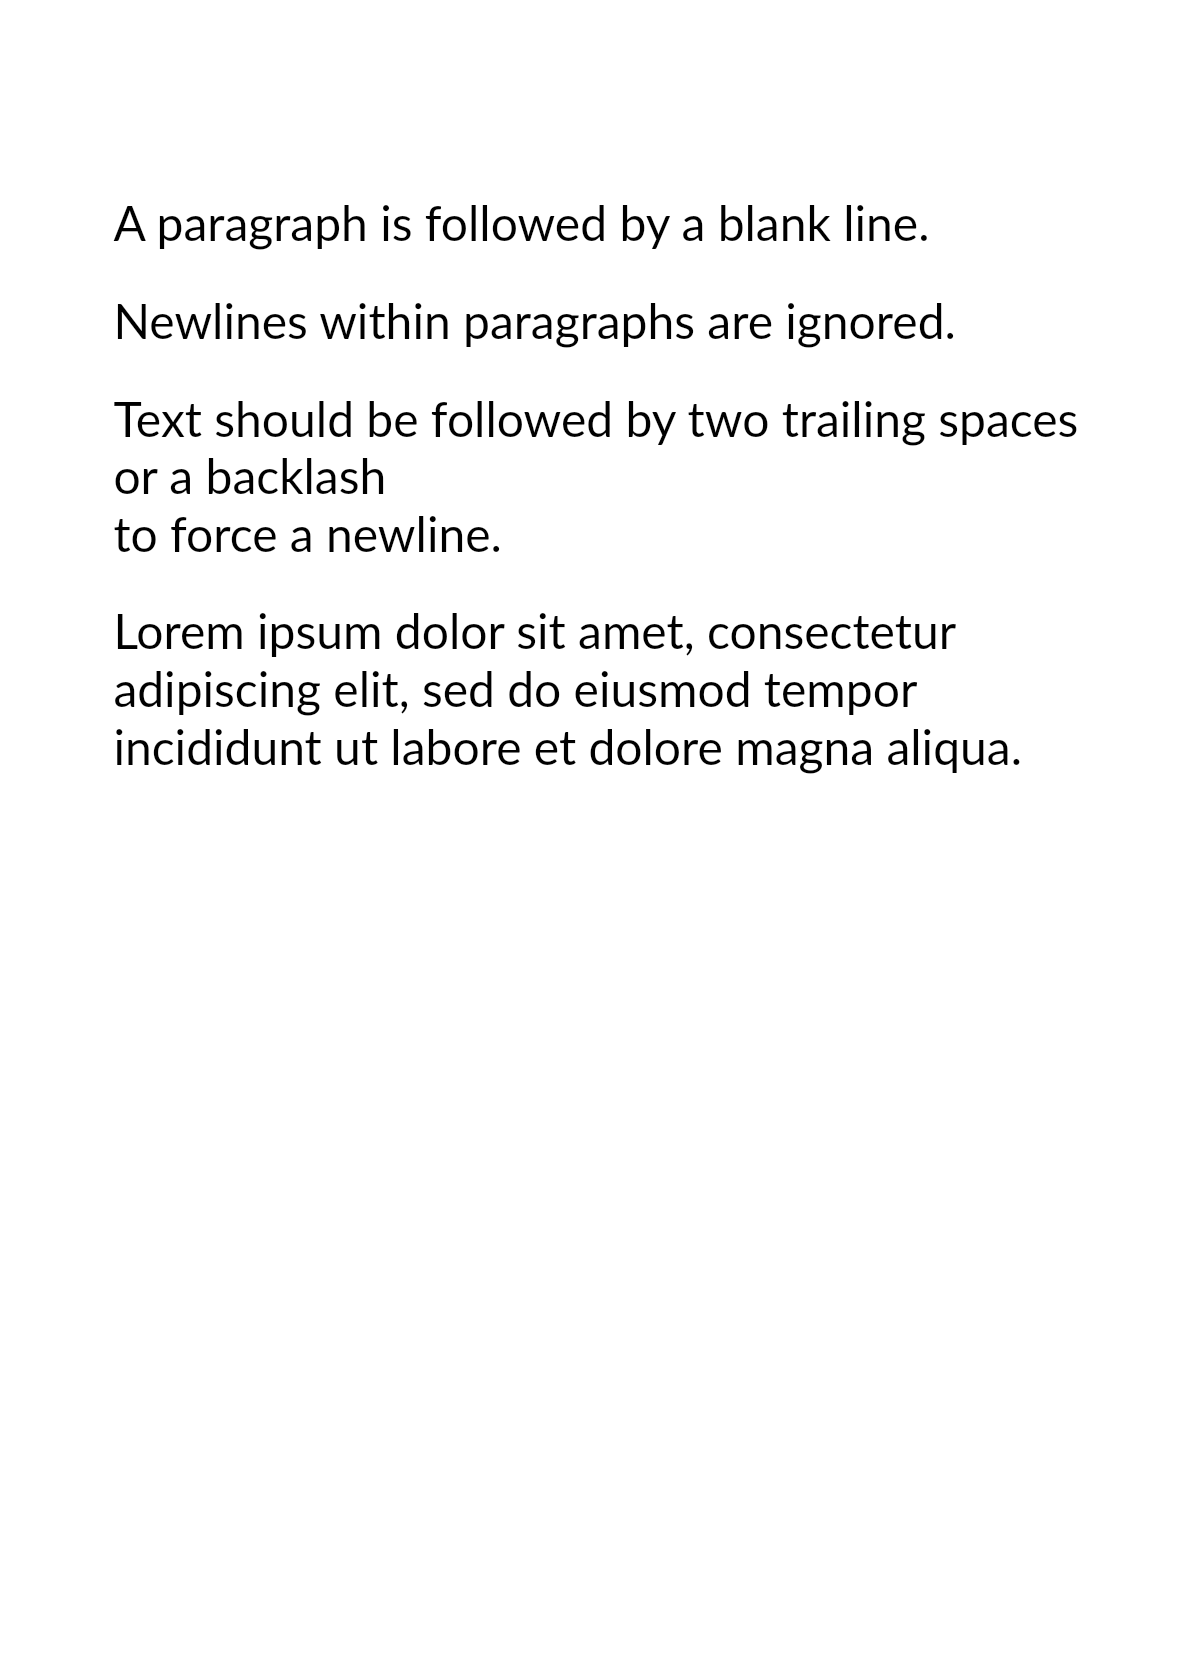 A paragraph is followed by a blank line.
Newlines within paragraphs are ignored.
Text should be followed by two trailing spaces
or a backlash
to force a newline.
Lorem ipsum dolor sit amet, consectetur
adipiscing elit, sed do eiusmod tempor
incididunt ut labore et dolore magna aliqua.